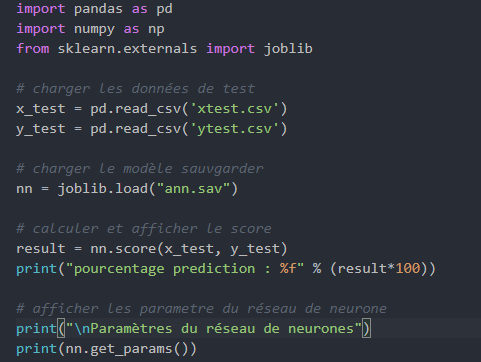 import pandas as pd
import numpy as np
from sklearn.externals import joblib
# charger les données de test
x_test = pd.read_csv('xtest.csv')
y_test = pd.read_csv('ytest.csv')
# charger le modèle sauvgarder
nn = joblib.load("ann.sav")
# calculer et afficher le score
result = nn.score(x_test, y_test)
print("pourcentage prediction : %f" % (result*100))
# afficher les parametre du réseau de neurone
print("\nParamètres du réseau de neurones")
print(nn.get_params())